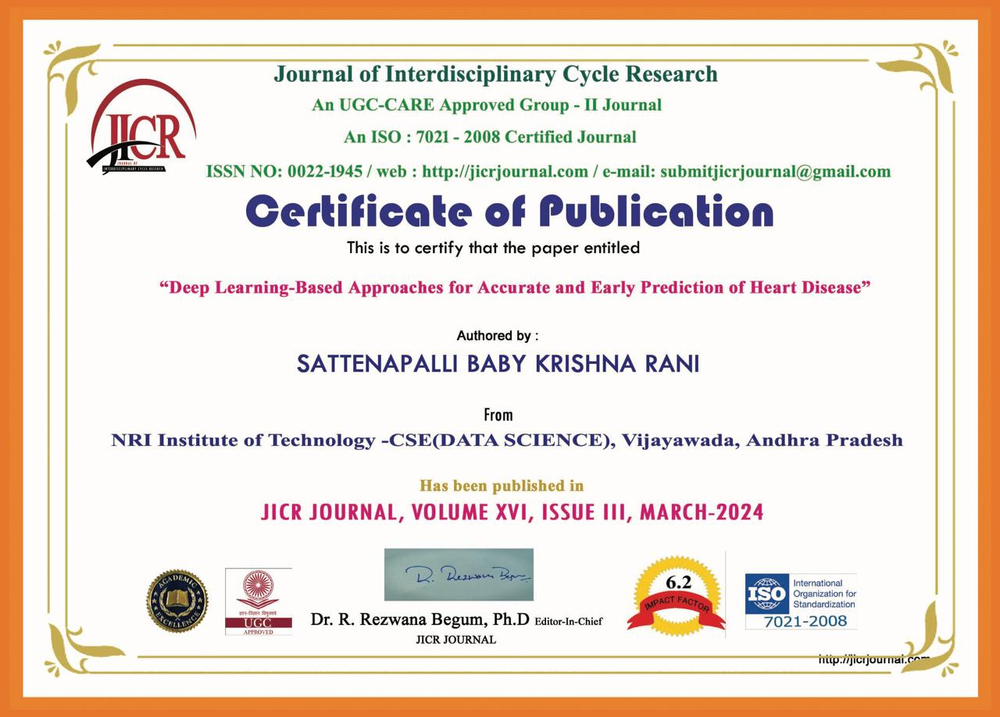 Journal of Interdisciplinary Cycle Research
An UGC-CARE Approved Group - II Journal
An ISO : 7021 - 2008 Certified Journal
JICR
JOURNAL OF
INTERDISCIPLINARY CYCLE RESEARCH
ISSN NO: 0022-1945 / web : http://jicrjournal.com / e-mail: submitjicrjournal@gmail.com
Certificate of Publication
This is to certify that the paper entitled
“Deep Learning-Based Approaches for Accurate and Early Prediction of Heart Disease”
Authored by :
SATTENAPALLI BABY KRISHNA RANI
From
NRI Institute of Technology -CSE(DATA SCIENCE), Vijayawada, Andhra Pradesh
Has been published in
JICR JOURNAL, VOLUME XVI, ISSUE III, MARCH-2024
ACADEMIC
EXCELLENCE
ज्ञान-विज्ञान विमुक्तये
UGC
APPROVED
R. Rezwana Begum
Dr. R. Rezwana Begum, Ph.D Editor-In-Chief
JICR JOURNAL
6.2
IMPACT FACTOR
ISO
International
Organization for
Standardization
7021-2008
http://jicrjournal.com